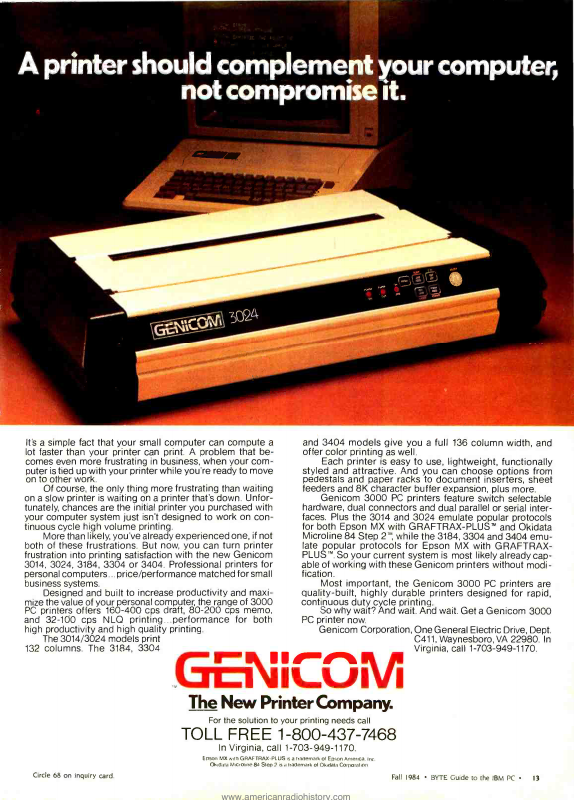 A printer should complement your computer,
not compromise it.
GENICOM 3024
It's a simple fact that your small computer can compute a
lot faster than your printer can print. A problem that be-
comes even more frustrating in business, when your com-
puter is tied up with your printer while you're ready to move
on to other work.
Of course, the only thing more frustrating than waiting
on a slow printer is waiting on a printer that's down. Unfor-
tunately, chances are the initial printer you purchased with
your computer system just isn't designed to work on con-
tinuous cycle high volume printing.
More than likely, you've already experienced one, if not
both of these frustrations. But now, you can turn printer
frustration into printing satisfaction with the new Genicom
3014, 3024, 3184, 3304 or 3404. Professional printers for
personal computers...price/performance matched for small
business systems.
Designed and built to increase productivity and maxi-
mize the value of your personal computer, the range of 3000
PC printers offers 160-400 cps draft, 80-200 cps memo,
and 32-100 cps NLQ printing...performance for both
high productivity and high quality printing.
The 3014/3024 models print
132 columns. The 3184, 3304
and 3404 models give you a full 136 column width, and
offer color printing as well.
Each printer is easy to use, lightweight, functionally
styled and attractive. And you can choose options from
pedestals and paper racks to document inserters, sheet
feeders and 8K character buffer expansion, plus more.
Genicom 3000 PC printers feature switch selectable
hardware, dual connectors and dual parallel or serial inter-
faces. Plus the 3014 and 3024 emulate popular protocols
for both Epson MX with GRAFTRAX-PLUS™ and Okidata
Microline 84 Step 2™, while the 3184, 3304 and 3404 emu-
late popular protocols for Epson MX with GRAFTRAX-
PLUS™. So your current system is most likely already cap-
able of working with these Genicom printers without modi-
fication.
Most important, the Genicom 3000 PC printers are
quality-built, highly durable printers designed for rapid,
continuous duty cycle printing.
So why wait? And wait. And wait. Get a Genicom 3000
PC printer now.
Genicom Corporation, One General Electric Drive, Dept.
C411, Waynesboro, VA 22980. In
Virginia, call 1-703-949-1170.
GENICOM
The New Printer Company.
For the solution to your printing needs call
TOLL FREE 1-800-437-7468
In Virginia, call 1-703-949-1170.
Epson MX with GRAFTRAX-PLUS is a trademark of Epson America, Inc.
Okidata Microline 84 Step 2 is a trademark of Okidata Corporation
Circle 68 on inquiry card.
Fall 1984 • BYTE Guide to the IBM PC • 13
www.americanradiohistory.com